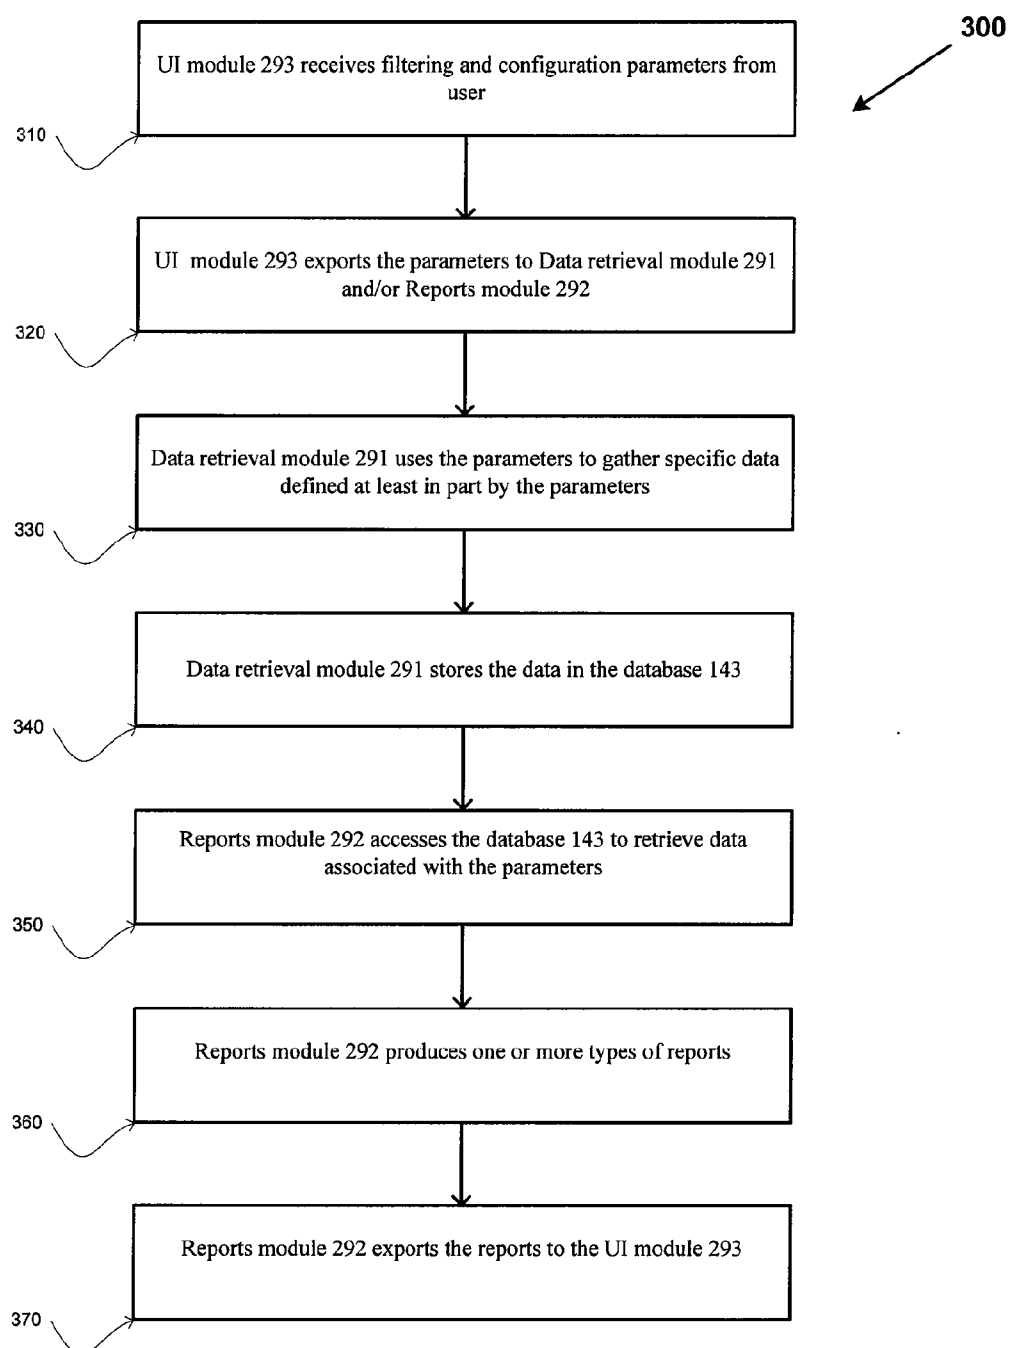 300
UI module 293 receives filtering and configuration parameters from
user
310
UI module 293 exports the parameters to Data retrieval module 291
and/or Reports module 292
320
Data retrieval module 291 uses the parameters to gather specific data
defined at least in part by the parameters
330
Data retrieval module 291 stores the data in the database 143
340
Reports module 292 accesses the database 143 to retrieve data
associated with the parameters
350
Reports module 292 produces one or more types of reports
360
Reports module 292 exports the reports to the UI module 293
370